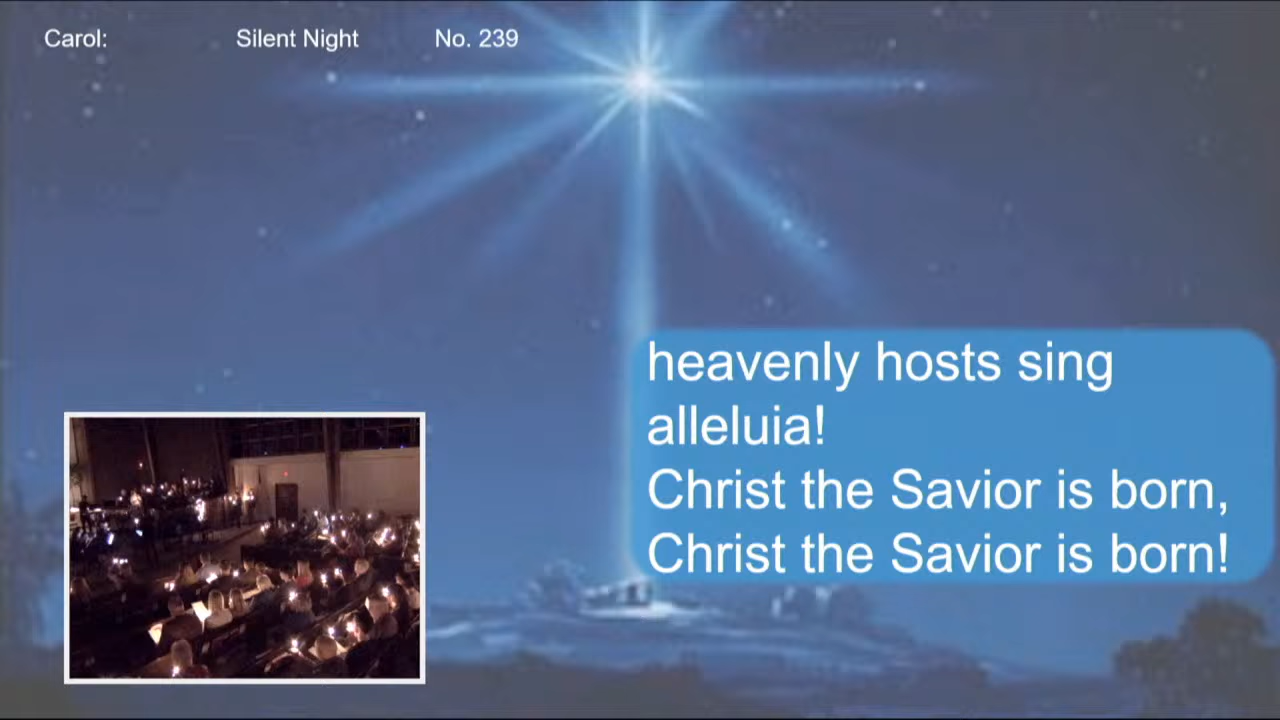 Carol: Silent Night No. 239
heavenly hosts sing
alleluia!
Christ the Savior is born,
Christ the Savior is born!